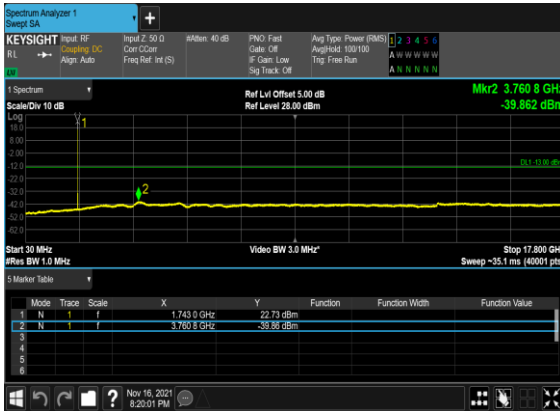 Spectrum Analyzer 1
Swept SA
KEYSIGHT
RL
Input: RF
Coupling: DC
Align: Auto
Input Z: 50 Ω
Corr CCorr
Freq Ref: Int (S)
#Atten: 40 dB
PNO: Fast
Gate: Off
IF Gain: Low
Sig Track: Off
Avg Type: Power (RMS)
Avg|Hold: 100/100
Trig: Free Run
1 2 3 4 5 6
A W W W W W
A N N N N N
1 Spectrum
Scale/Div 10 dB
Ref Lvl Offset 5.00 dB
Ref Level 28.00 dBm
Mkr2 3.760 8 GHz
-39.862 dBm
Log
18.0
8.00
-2.00
-12.0
-22.0
-32.0
-42.0
-52.0
-62.0
1
2
DL1 -13.00 dBm
Start 30 MHz
#Res BW 1.0 MHz
Video BW 3.0 MHz*
Stop 17.800 GHz
Sweep ~35.1 ms (40001 pts)
5 Marker Table
Mode Trace Scale X Y Function Function Width Function Value
1 N 1 f 1.743 0 GHz 22.73 dBm
2 N 1 f 3.760 8 GHz -39.86 dBm
3
4
5
6
Nov 16, 2021
8:20:01 PM